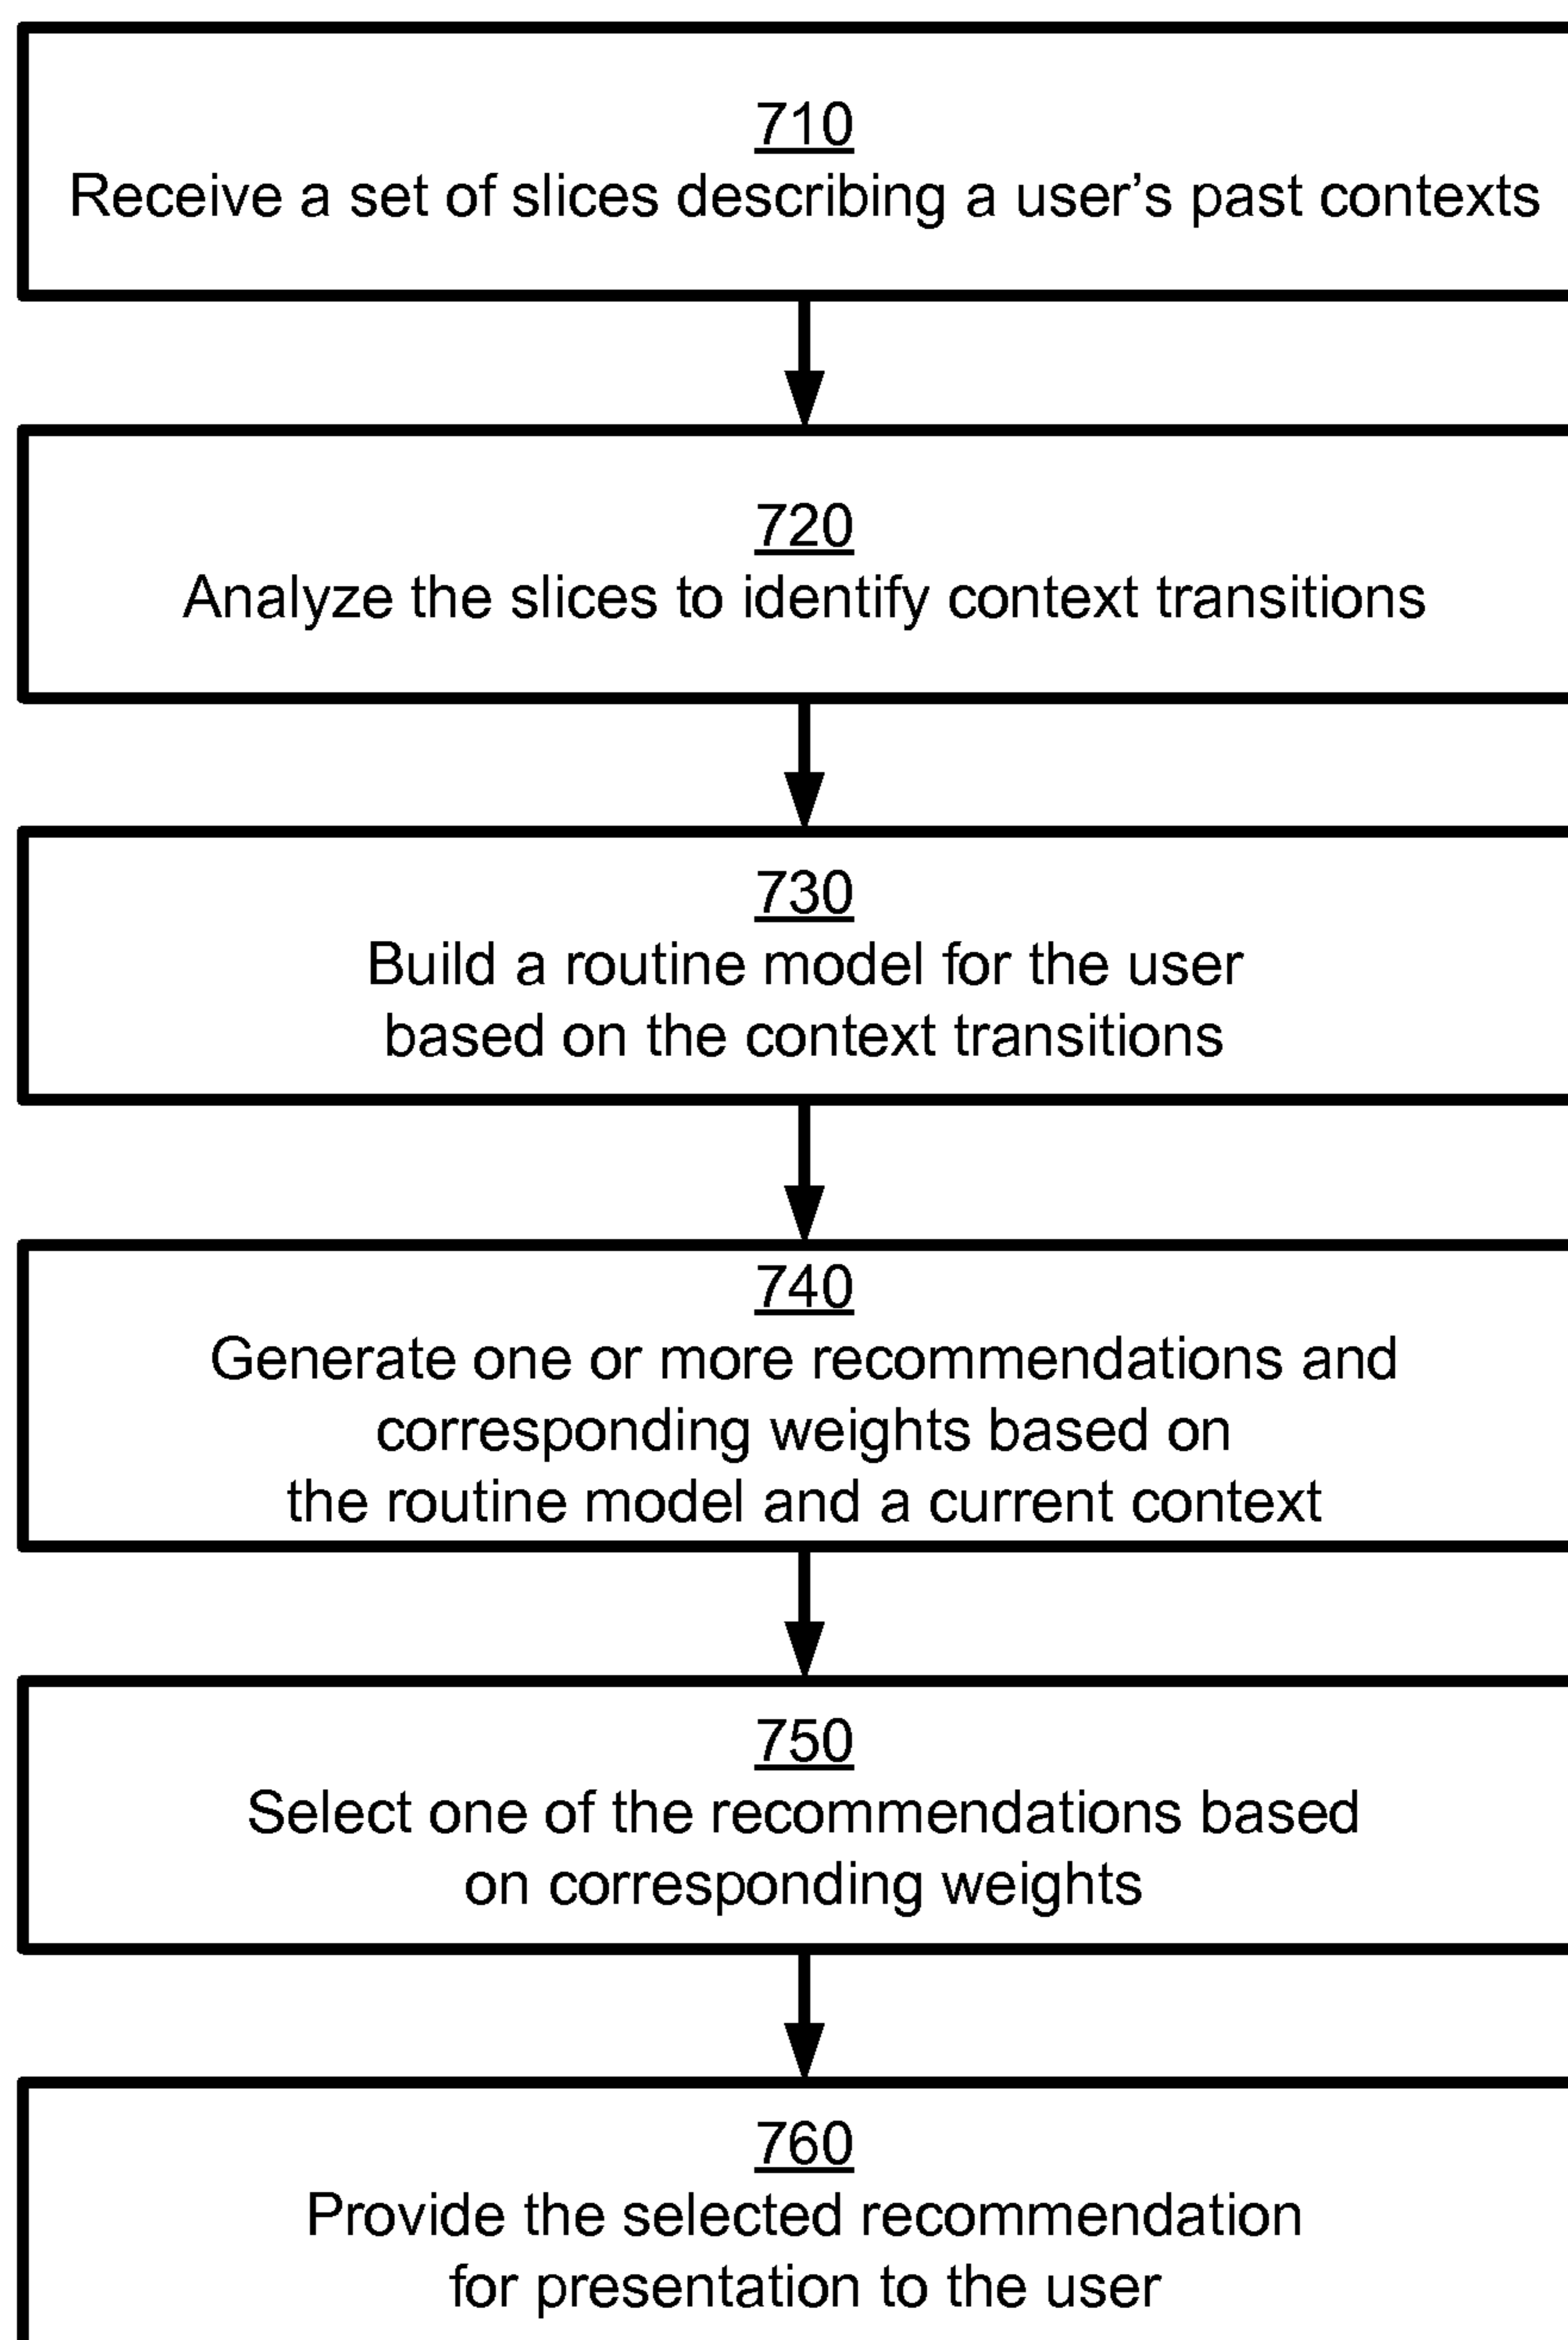 710
Receive a set of slices describing a user’s past contexts
720
Analyze the slices to identify context transitions
730
Build a routine model for the user
based on the context transitions
740
Generate one or more recommendations and
corresponding weights based on
the routine model and a current context
750
Select one of the recommendations based
on corresponding weights
760
Provide the selected recommendation
for presentation to the user